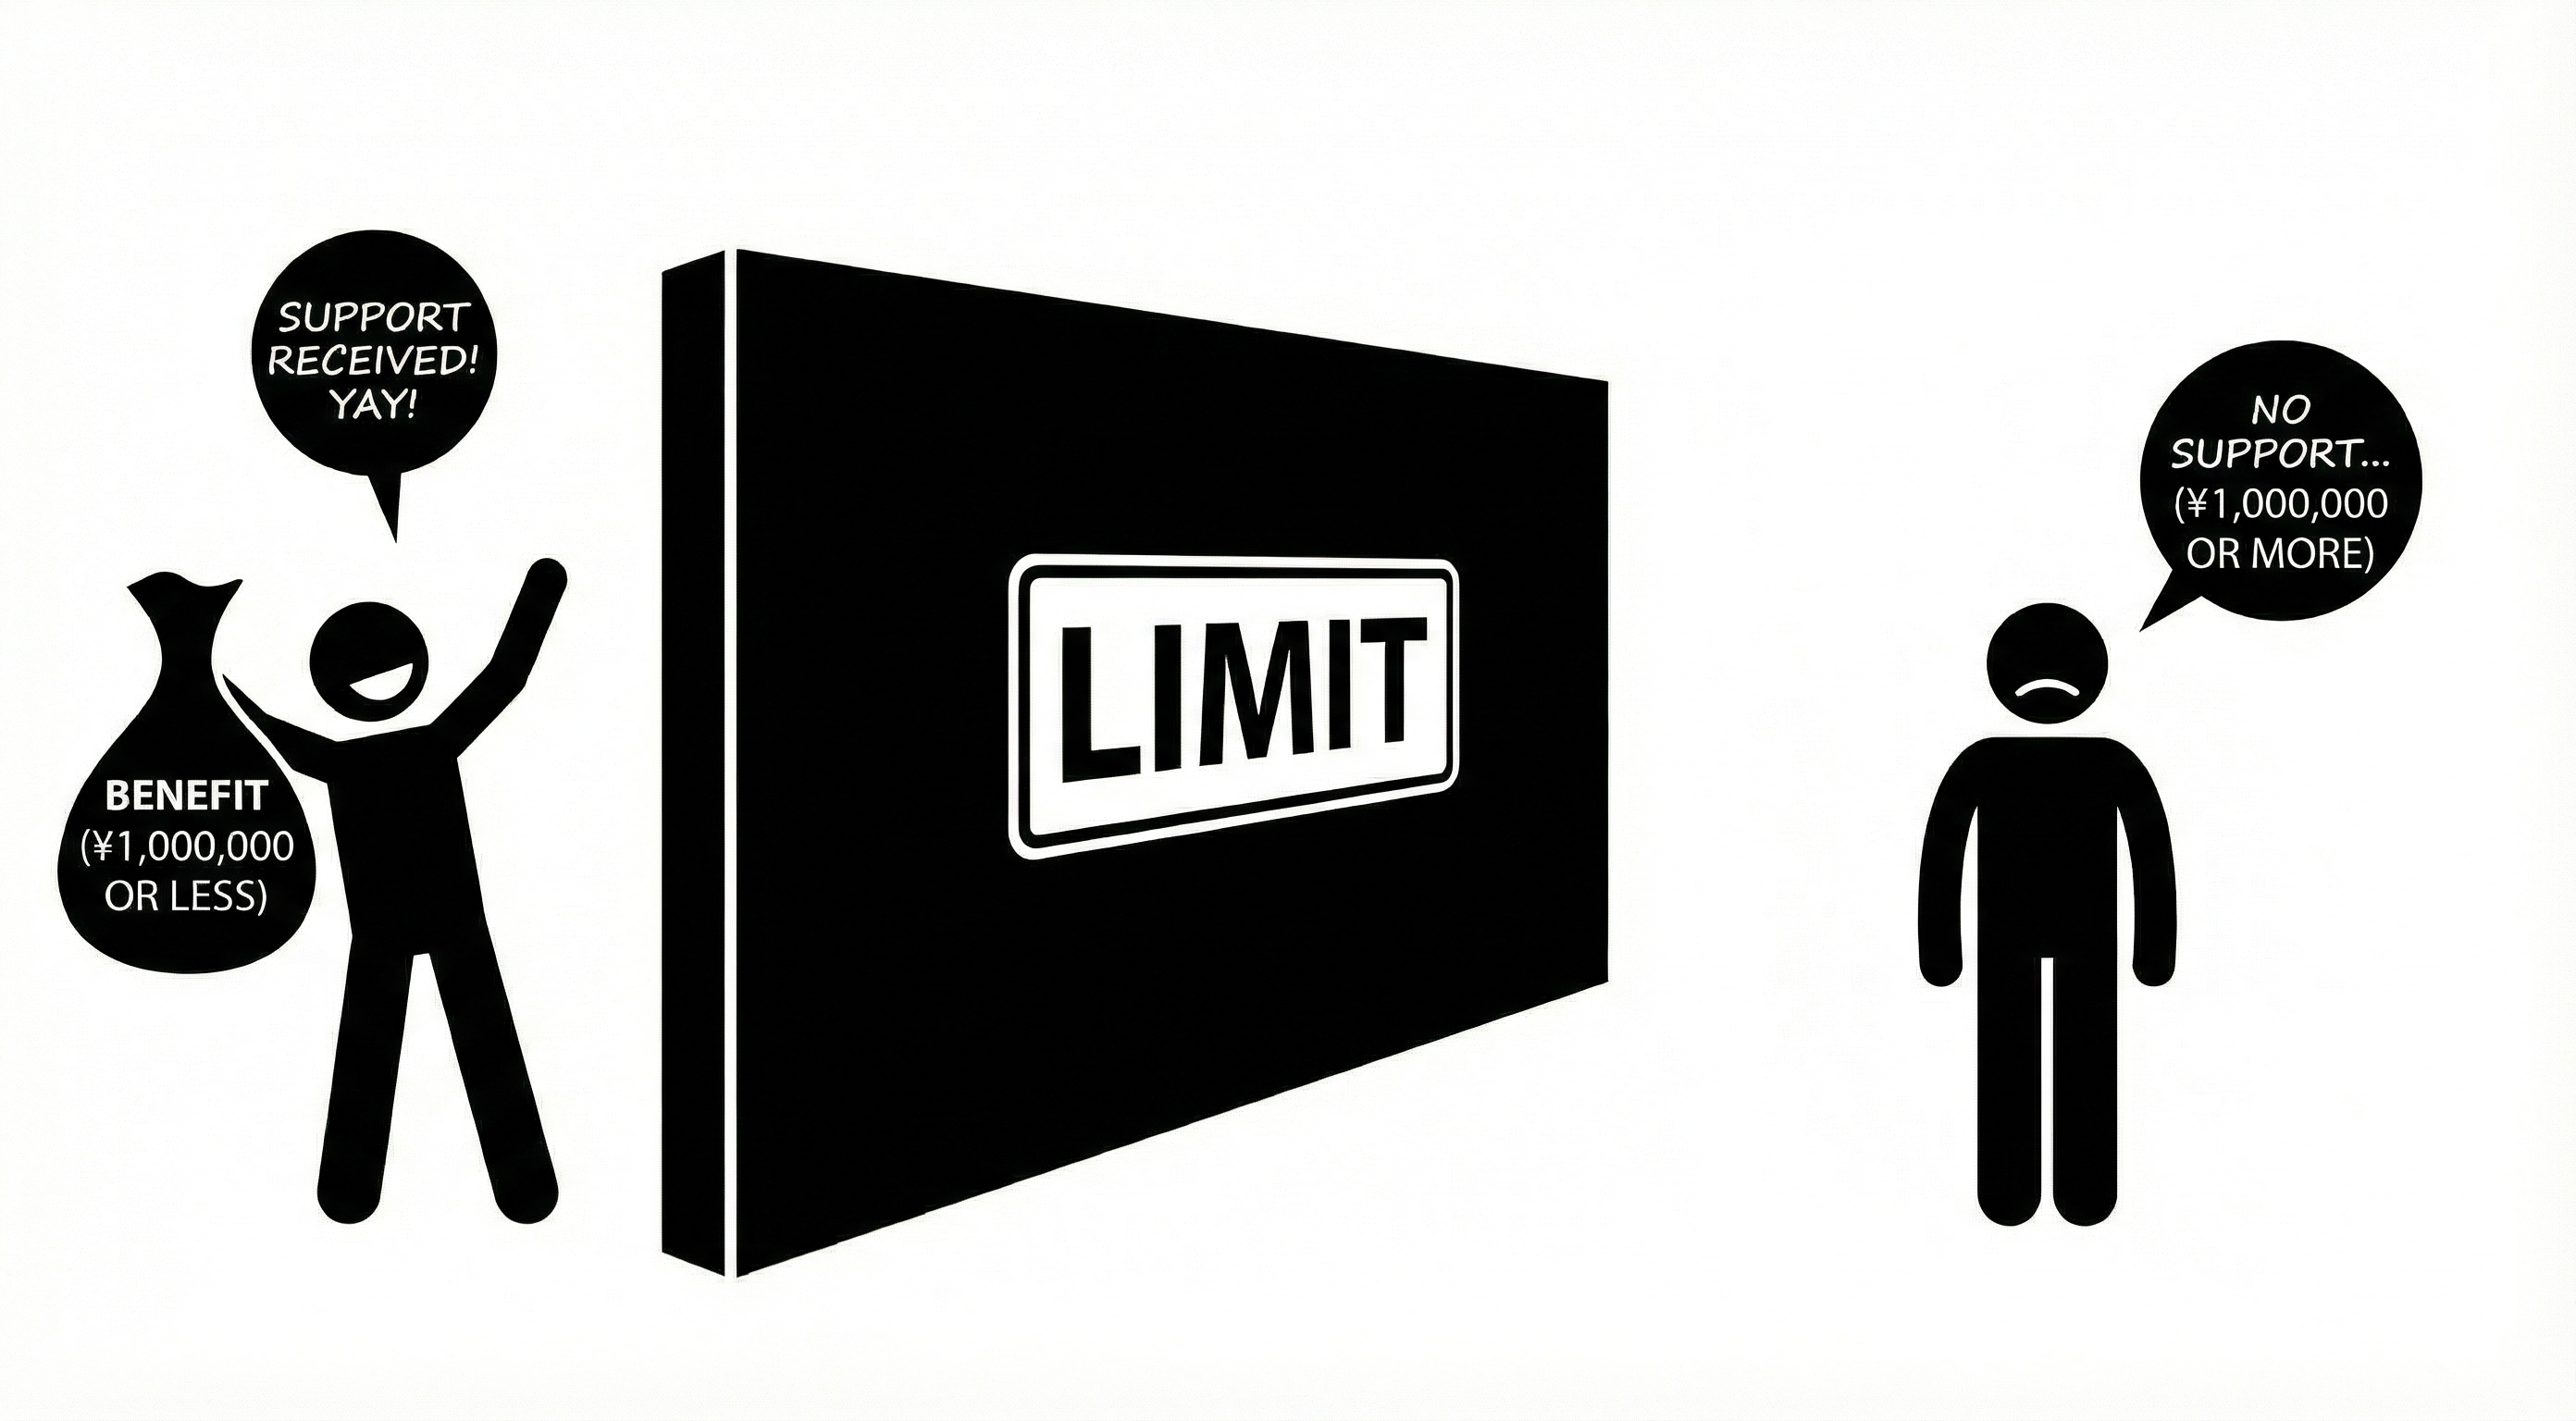 SUPPORT
RECEIVED!
YAY!
BENEFIT
(¥1,000,000
OR LESS)
LIMIT
NO
SUPPORT...
(¥1,000,000
OR MORE)